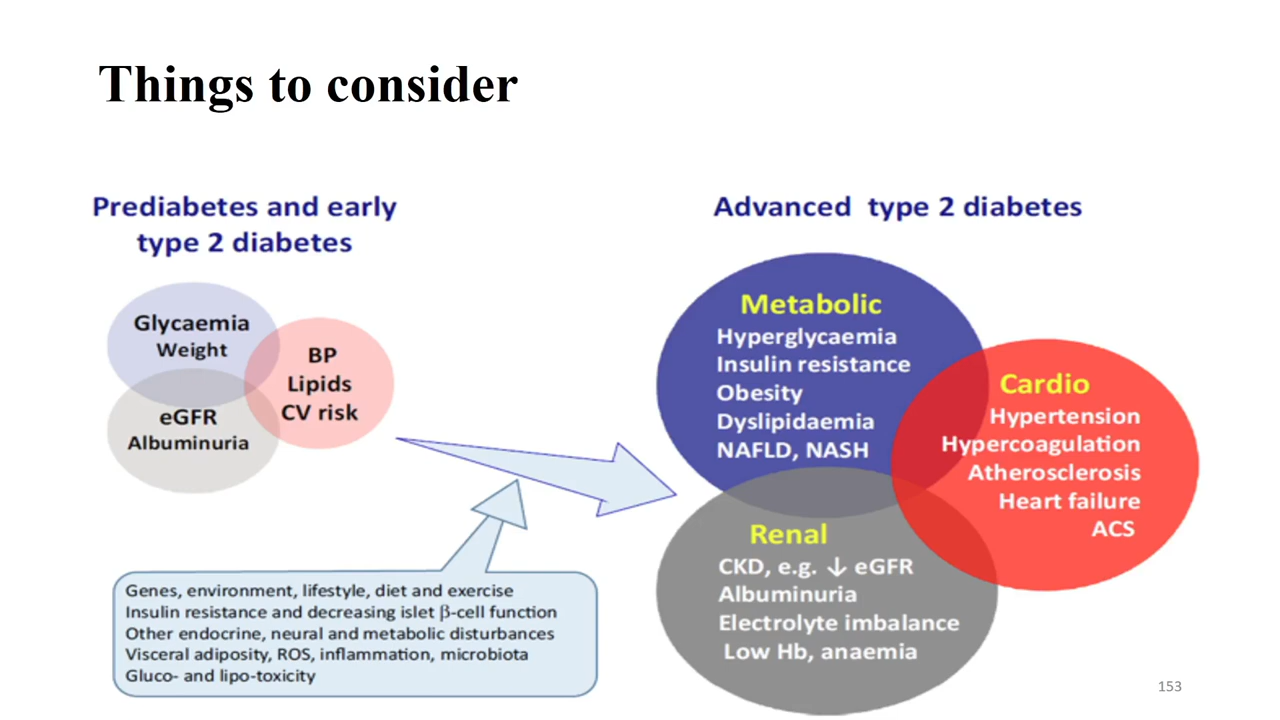 Things to consider
Prediabetes and early
type 2 diabetes
Glycaemia
Weight
BP
Lipids
CV risk
eGFR
Albuminuria
Genes, environment, lifestyle, diet and exercise
Insulin resistance and decreasing islet β-cell function
Other endocrine, neural and metabolic disturbances
Visceral adiposity, ROS, inflammation, microbiota
Gluco- and lipo-toxicity
Advanced type 2 diabetes
Metabolic
Hyperglycaemia
Insulin resistance
Obesity
Dyslipidaemia
NAFLD, NASH
Cardio
Hypertension
Hypercoagulation
Atherosclerosis
Heart failure
ACS
Renal
CKD, e.g. ↓ eGFR
Albuminuria
Electrolyte imbalance
Low Hb, anaemia
153